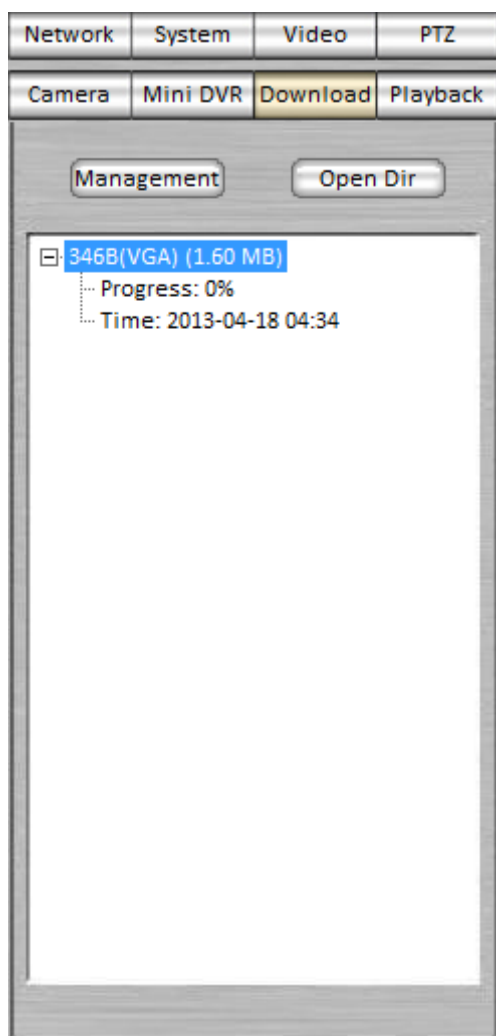 Network System Video PTZ
Camera Mini DVR Download Playback
Management Open Dir
346B(VGA) (1.60 MB)
Progress: 0%
Time: 2013-04-18 04:34